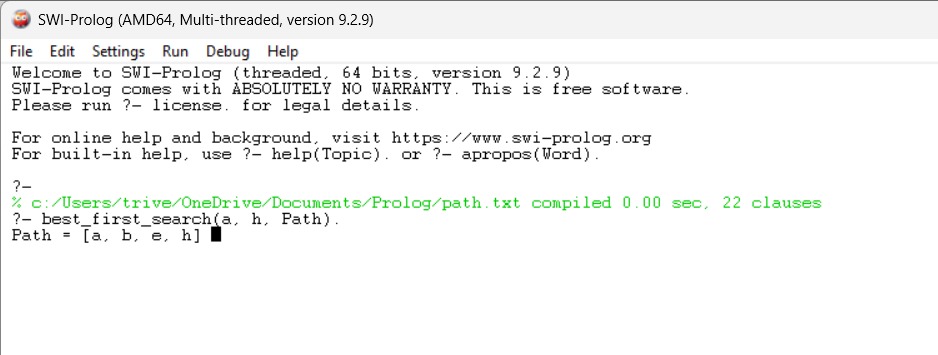 SWI-Prolog (AMD64, Multi-threaded, version 9.2.9)
File Edit Settings Run Debug Help
Welcome to SWI-Prolog (threaded, 64 bits, version 9.2.9)
SWI-Prolog comes with ABSOLUTELY NO WARRANTY. This is free software.
Please run ?- license. for legal details.
For online help and background, visit https://www.swi-prolog.org
For built-in help, use ?- help(Topic). or ?- apropos(Word).
?-
% c:/Users/trive/OneDrive/Documents/Prolog/path.txt compiled 0.00 sec, 22 clauses
?- best_first_search(a, h, Path).
Path = [a, b, e, h]